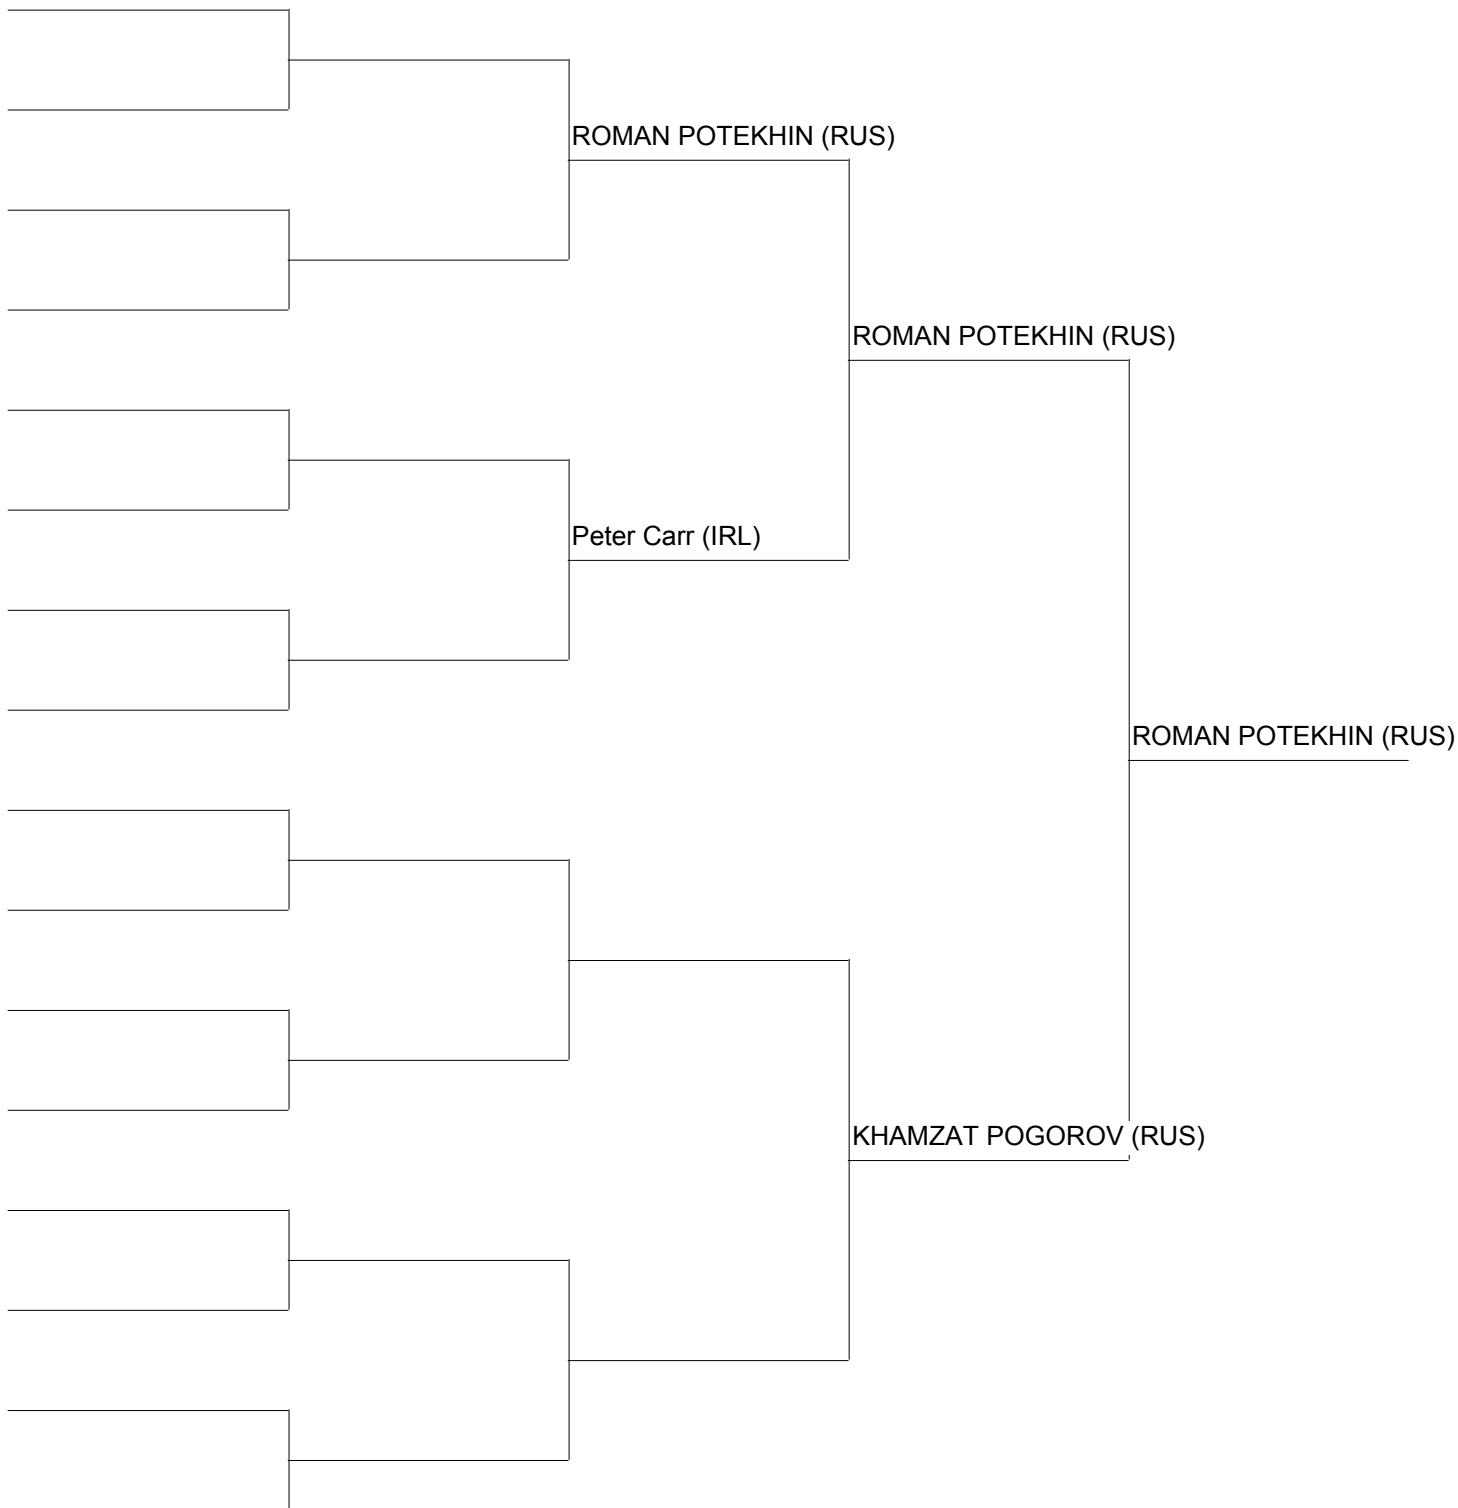 ROMAN POTEKHIN (RUS)
ROMAN POTEKHIN (RUS)
Peter Carr (IRL)
ROMAN POTEKHIN (RUS)
KHAMZAT POGOROV (RUS)